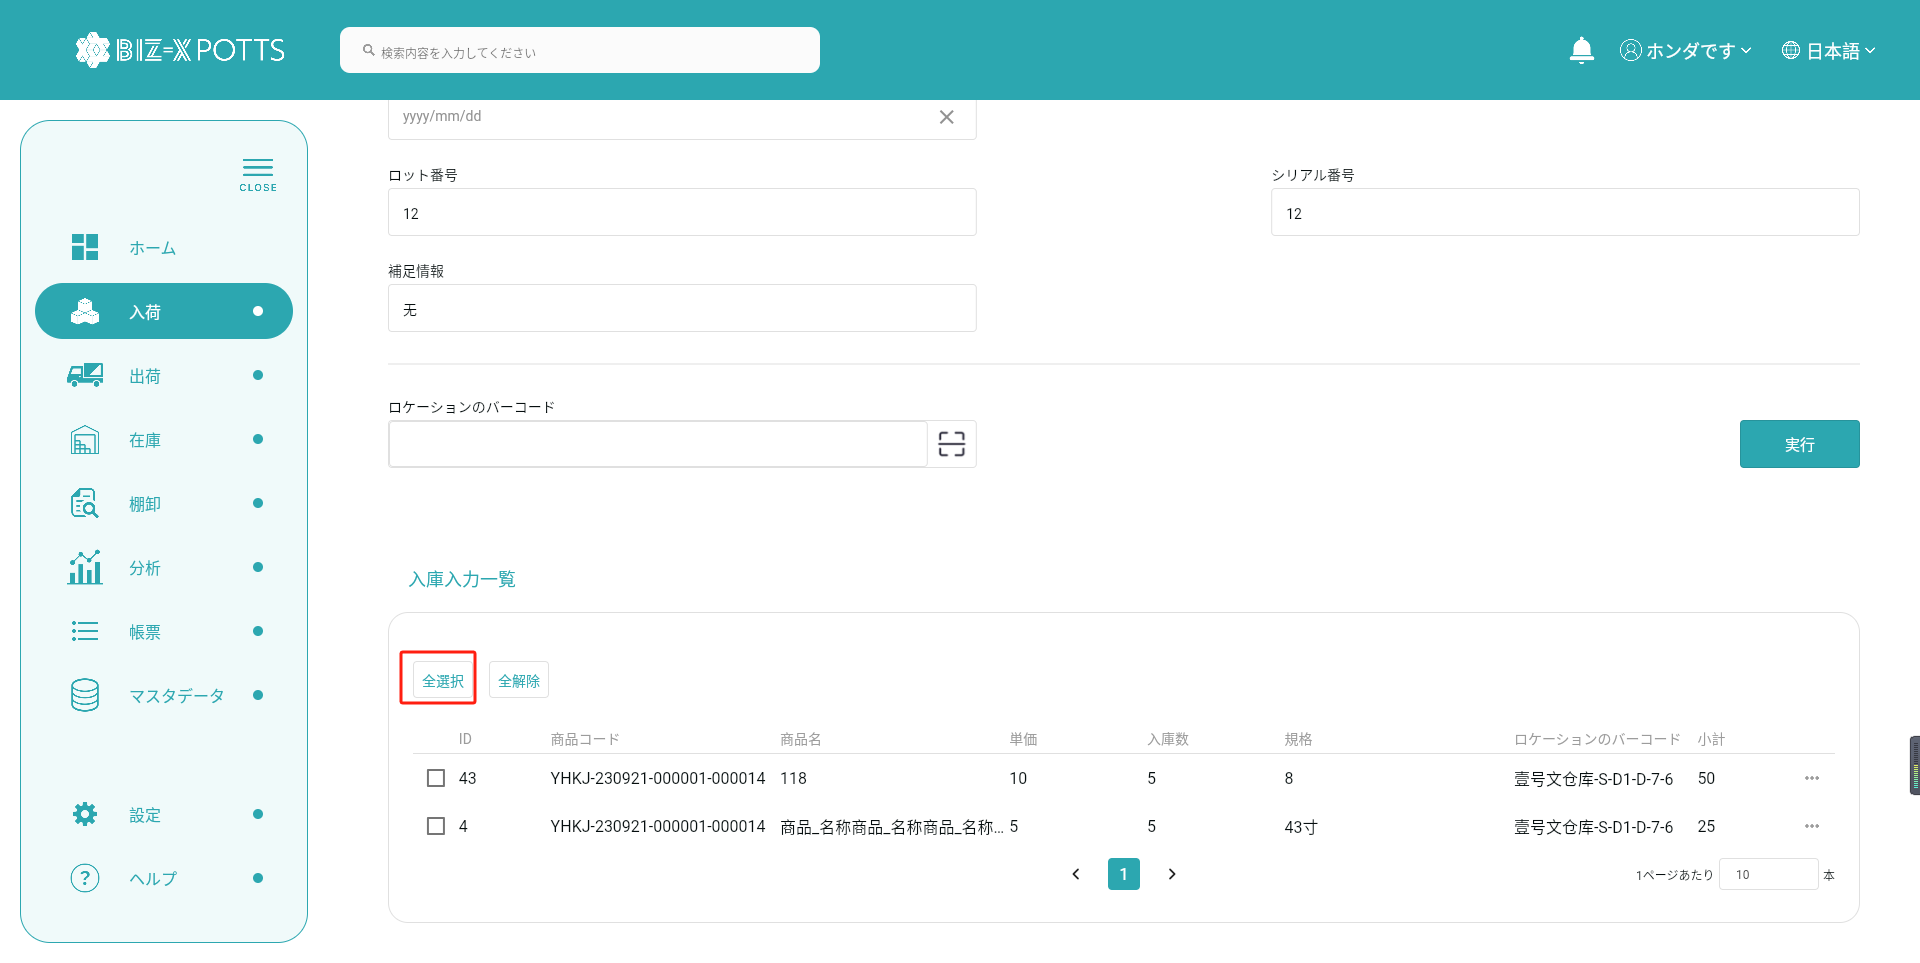 BIZ=X POTTS
検索内容を入力してください
ホンダです
日本語
CLOSE
ホーム
入荷
出荷
在庫
棚卸
分析
帳票
マスタデータ
設定
ヘルプ
yyyy/mm/dd
ロット番号
シリアル番号
12
12
補足情報
无
ロケーションのバーコード
実行
入庫入力一覧
全選択 全解除
ID 商品コード 商品名 単価 入庫数 規格 ロケーションのバーコード 小計
43 YHKJ-230921-000001-000014 118 10 5 8 壹号文仓库-S-D1-D-7-6 50 ...
4 YHKJ-230921-000001-000014 商品_名称商品_名称商品_名称... 5 5 43寸 壹号文仓库-S-D1-D-7-6 25 ...
1
1ページあたり 10 本